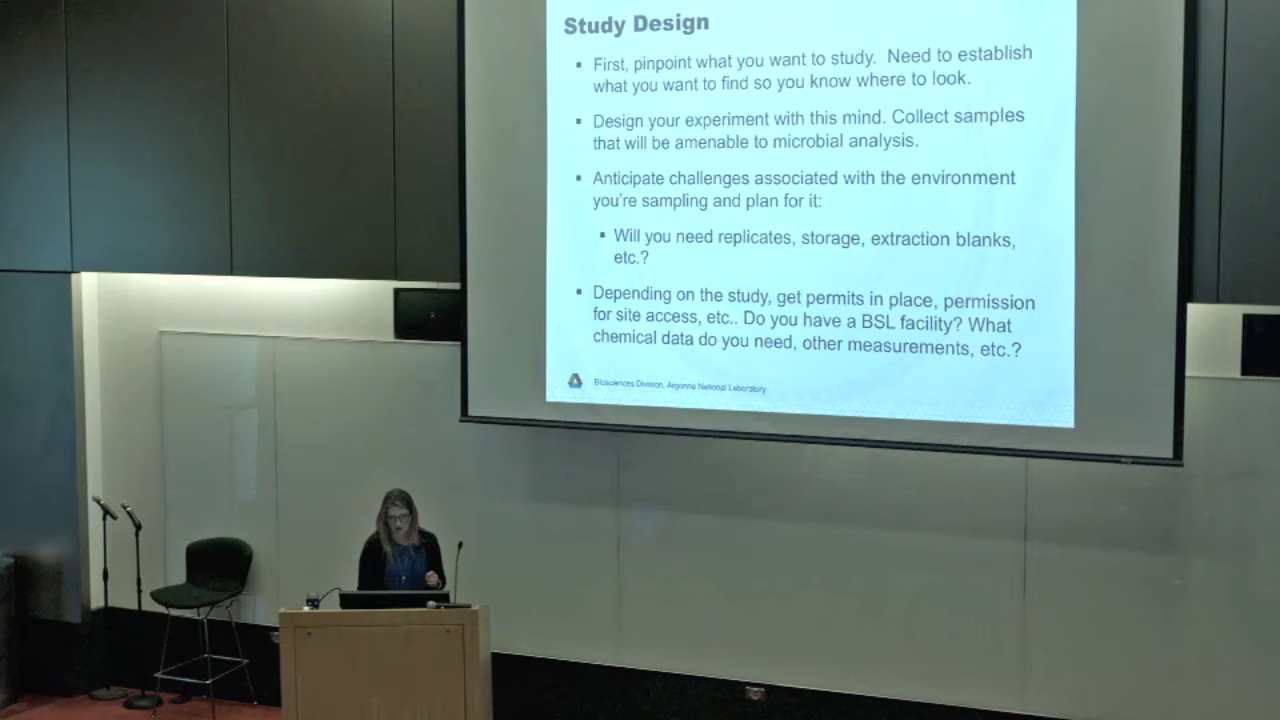 Study Design
▪ First, pinpoint what you want to study. Need to establish
what you want to find so you know where to look.
▪ Design your experiment with this mind. Collect samples
that will be amenable to microbial analysis.
▪ Anticipate challenges associated with the environment
you're sampling and plan for it:
▪ Will you need replicates, storage, extraction blanks,
etc.?
▪ Depending on the study, get permits in place, permission
for site access, etc.. Do you have a BSL facility? What
chemical data do you need, other measurements, etc.?
Biosciences Division, Argonne National Laboratory